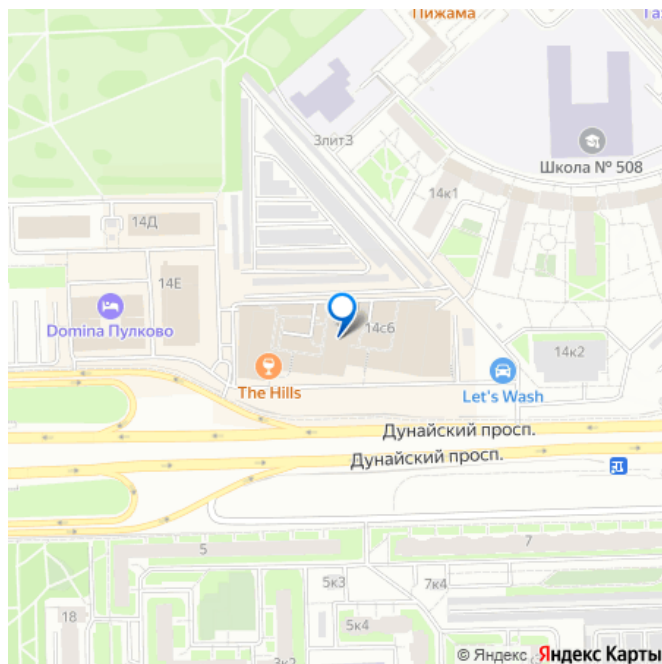 Пижама
3лит3
Школа № 508
14к1
14Д
14Е
Domina Пулково
14с6
The Hills
14к2
Let's Wash
Дунайский просп.
Дунайский просп.
5
7
5к3
7к4
18
5к4
© Яндекс Яндекс Карты